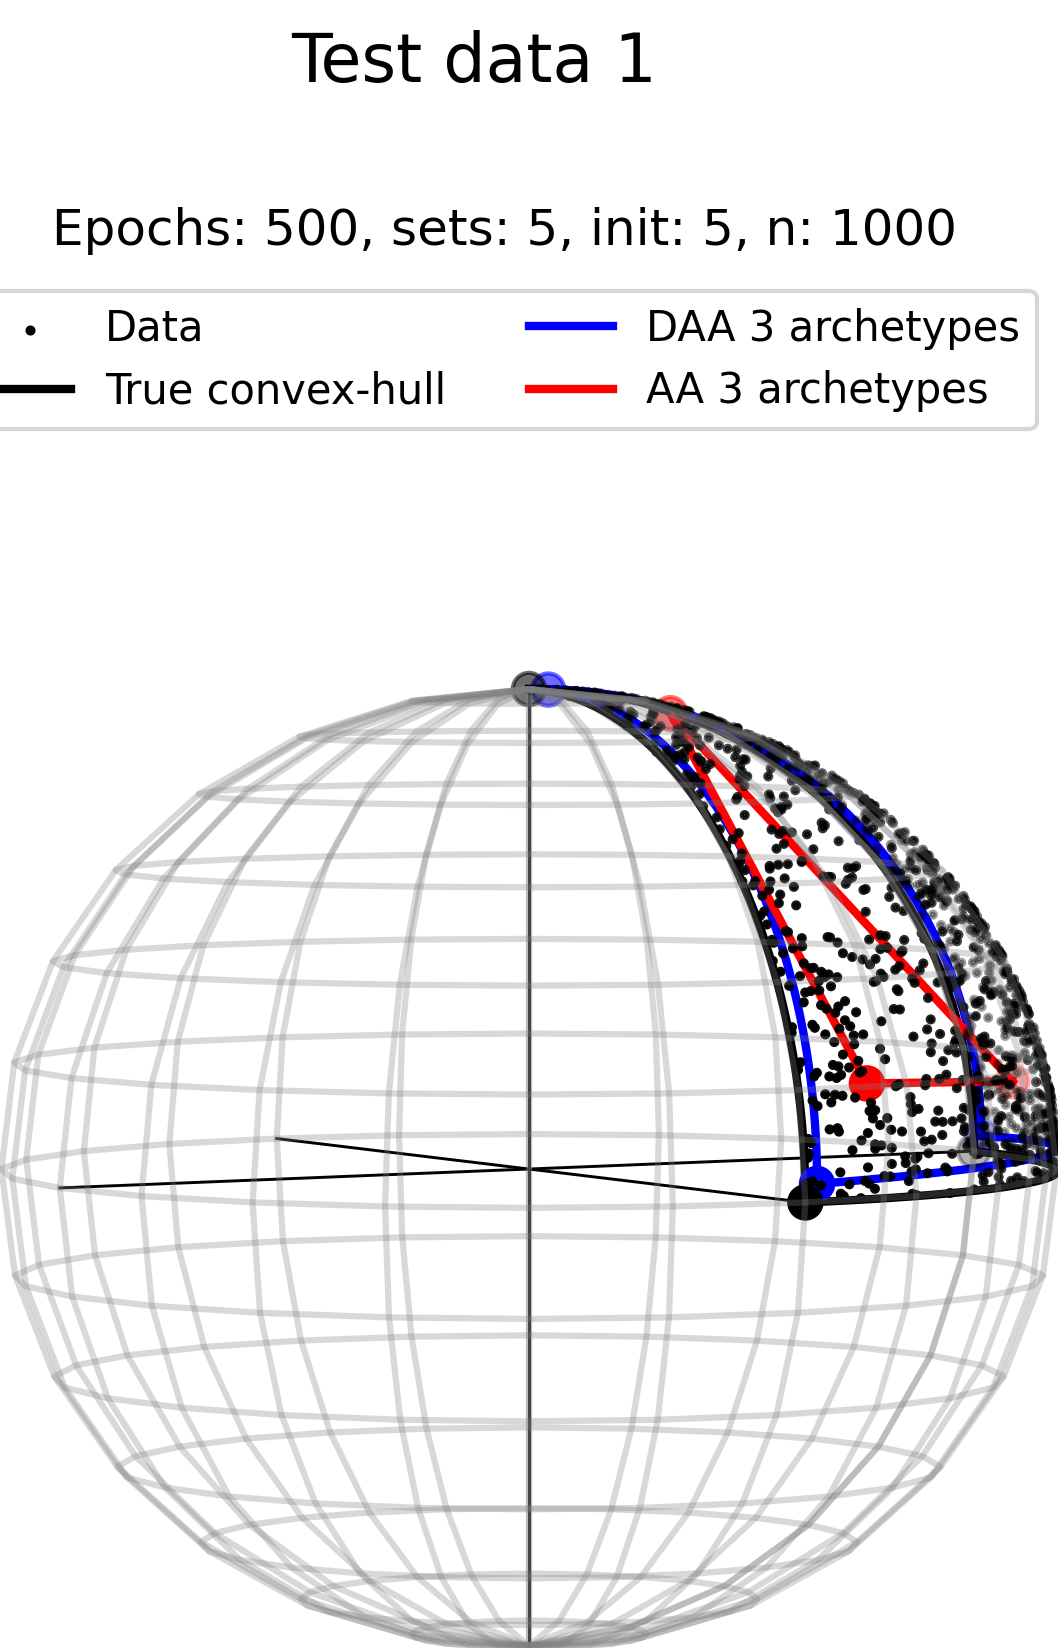 Test data 1
Epochs: 500, sets: 5, init: 5, n: 1000
Data
True convex-hull
DAA 3 archetypes
AA 3 archetypes